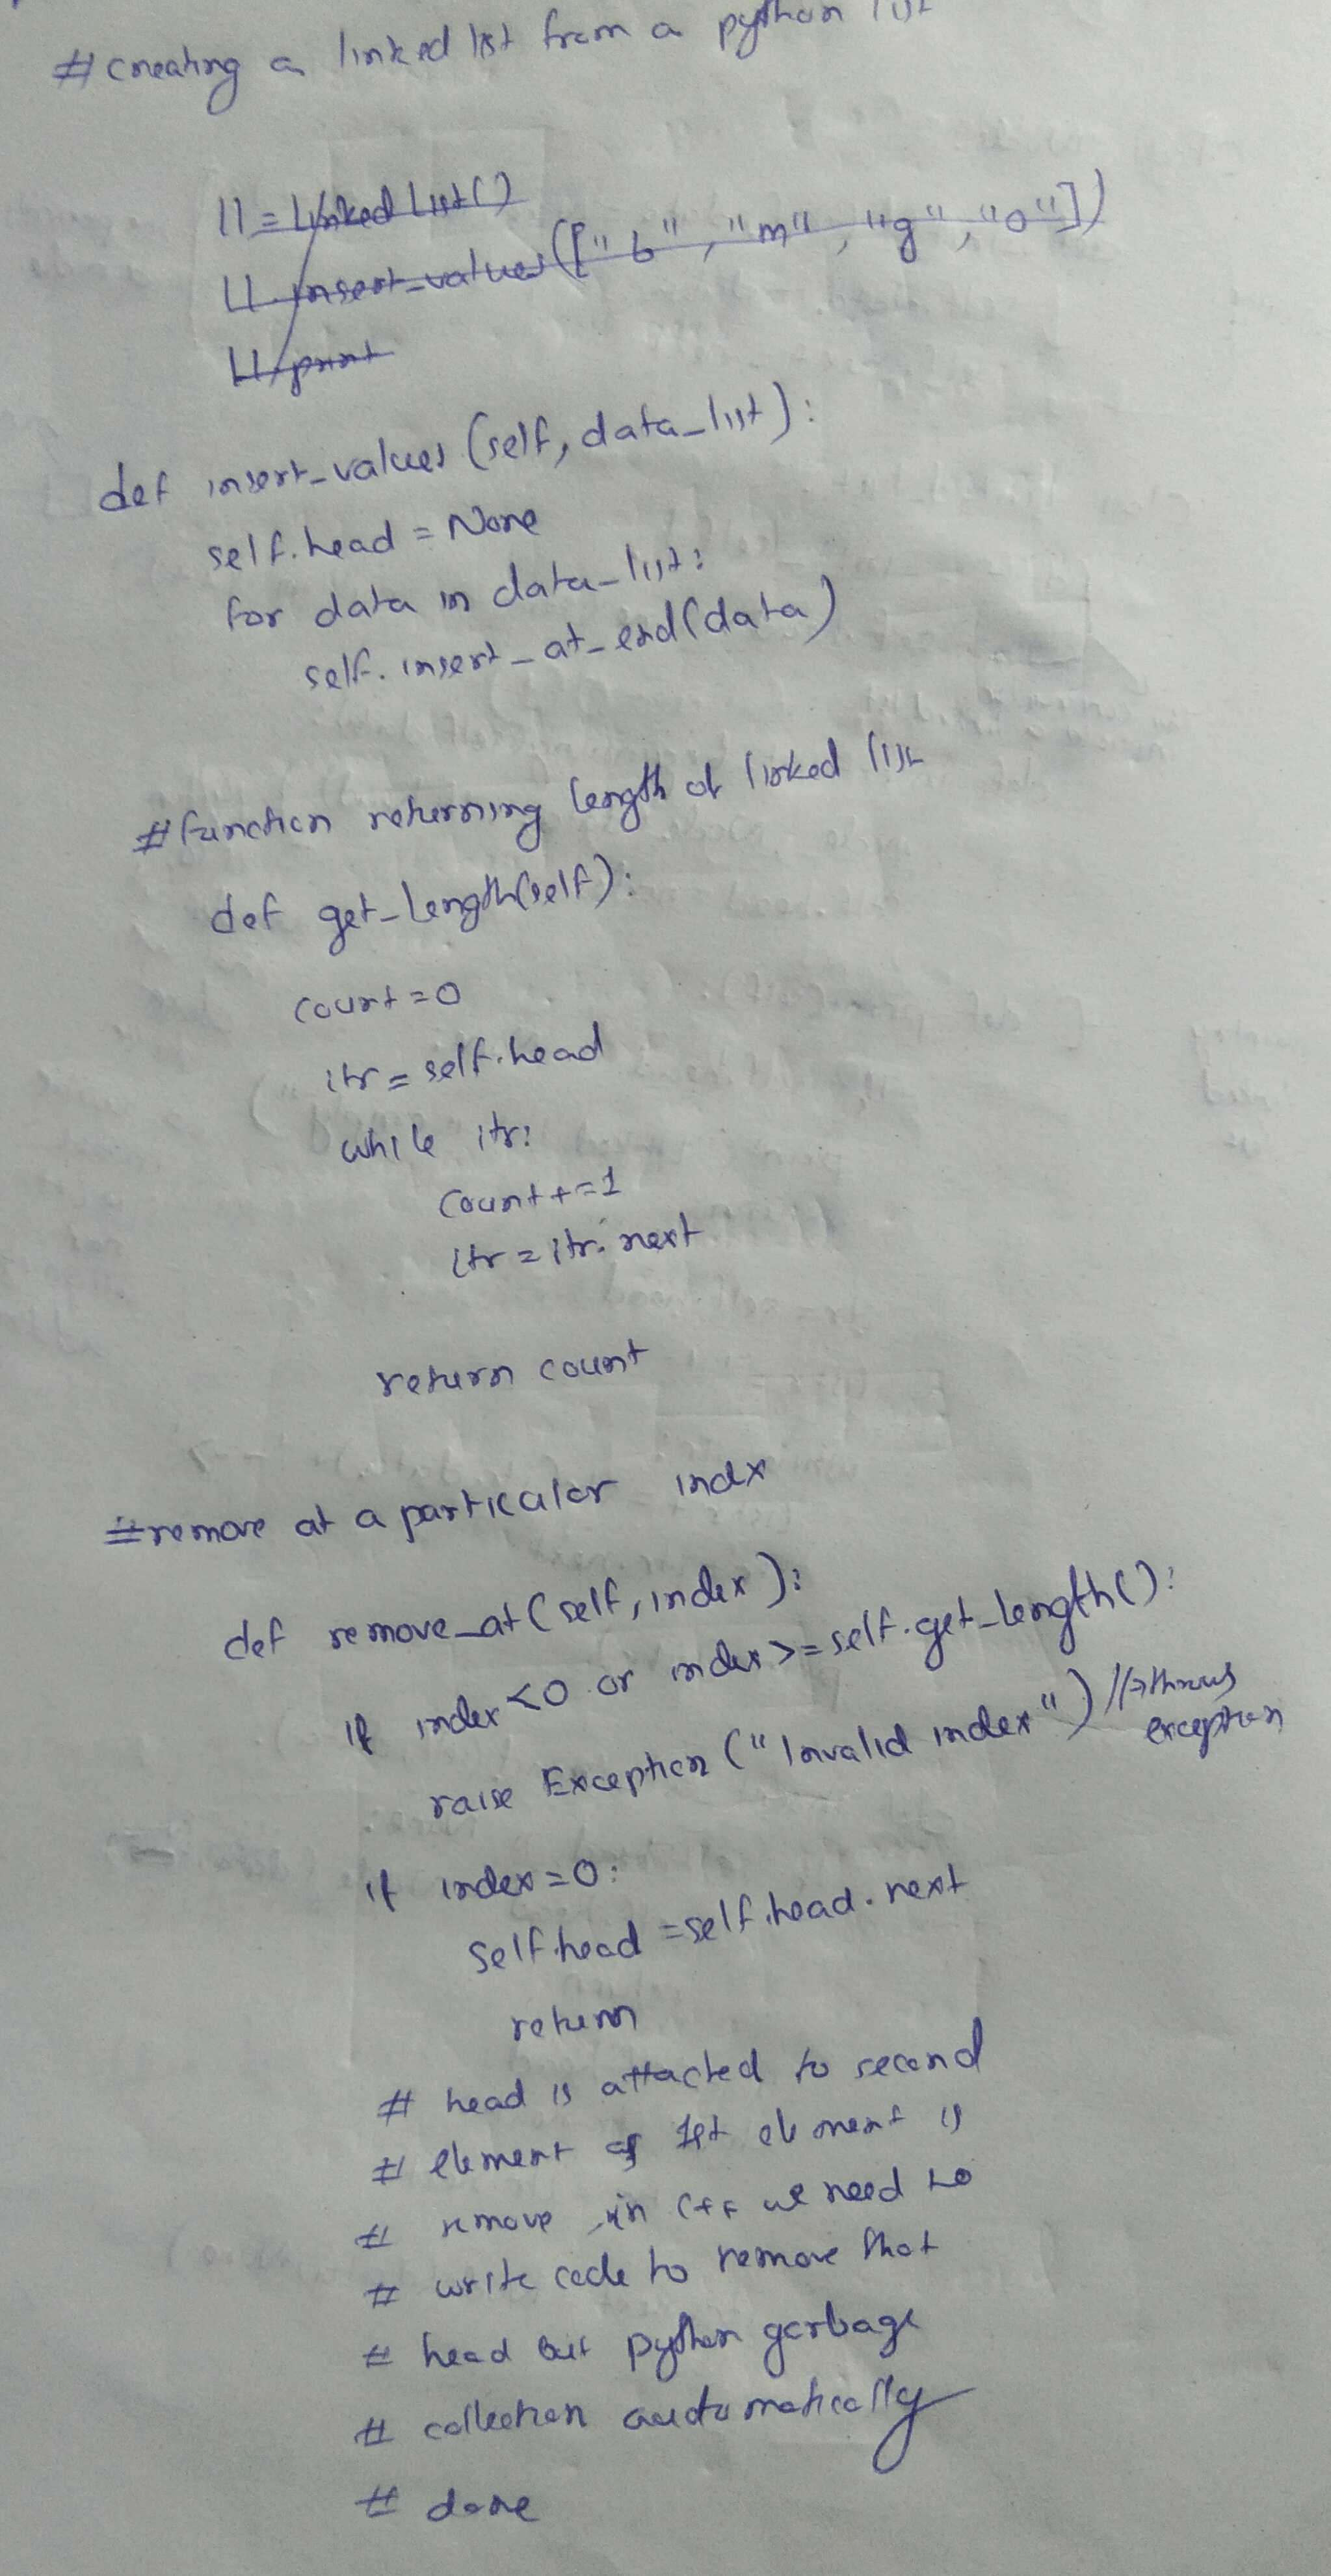 #creating a linked list from a python list
ll = Linked List()
ll.insert_values(["b", "m", "g", "o"])
ll.print
def insert_values (self, data_list):
self.head = None
for data in data_list:
self.insert_at_end(data)
#function returning length of linked list
def get_length(self):
count=0
itr = self.head
while itr:
count+=1
itr = itr.next
return count
#remove at a particular indx
def remove_at(self, index):
if index<0 or index>=self.get_length():
raise Exception ("Invalid index") //→throws
exception
if index=0:
self.head =self.head.next
return
# head is attacted to second
# element as 1st element is
# remove in C++ we need to
# write code to remove that
# head but python garbage
# collection automatically
# done